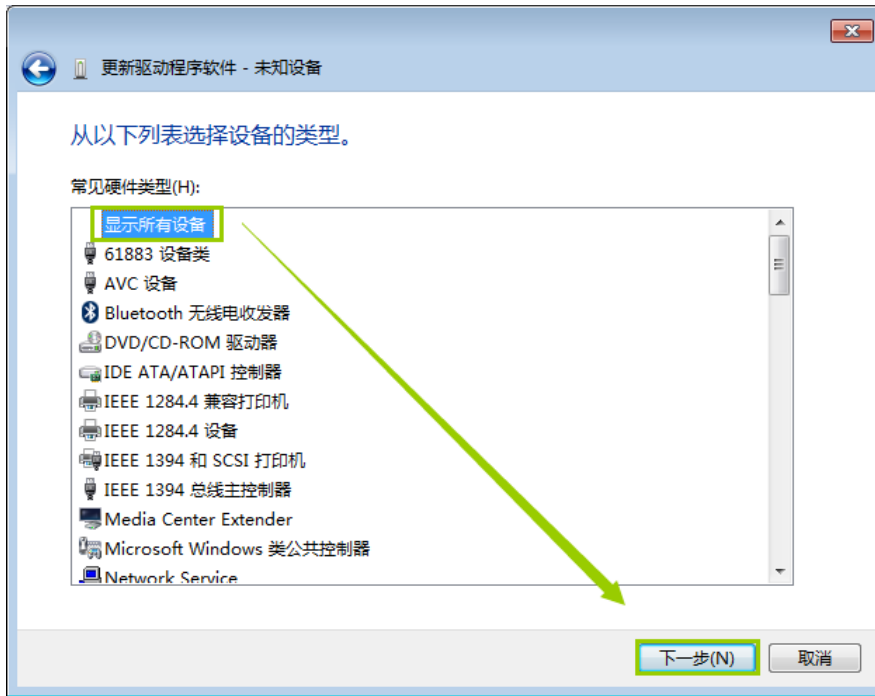 更新驱动程序软件 - 未知设备
从以下列表选择设备的类型。
常见硬件类型(H):
显示所有设备
61883 设备类
AVC 设备
Bluetooth 无线电收发器
DVD/CD-ROM 驱动器
IDE ATA/ATAPI 控制器
IEEE 1284.4 兼容打印机
IEEE 1284.4 设备
IEEE 1394 和 SCSI 打印机
IEEE 1394 总线主控制器
Media Center Extender
Microsoft Windows 类公共控制器
Network Service
下一步(N) 取消